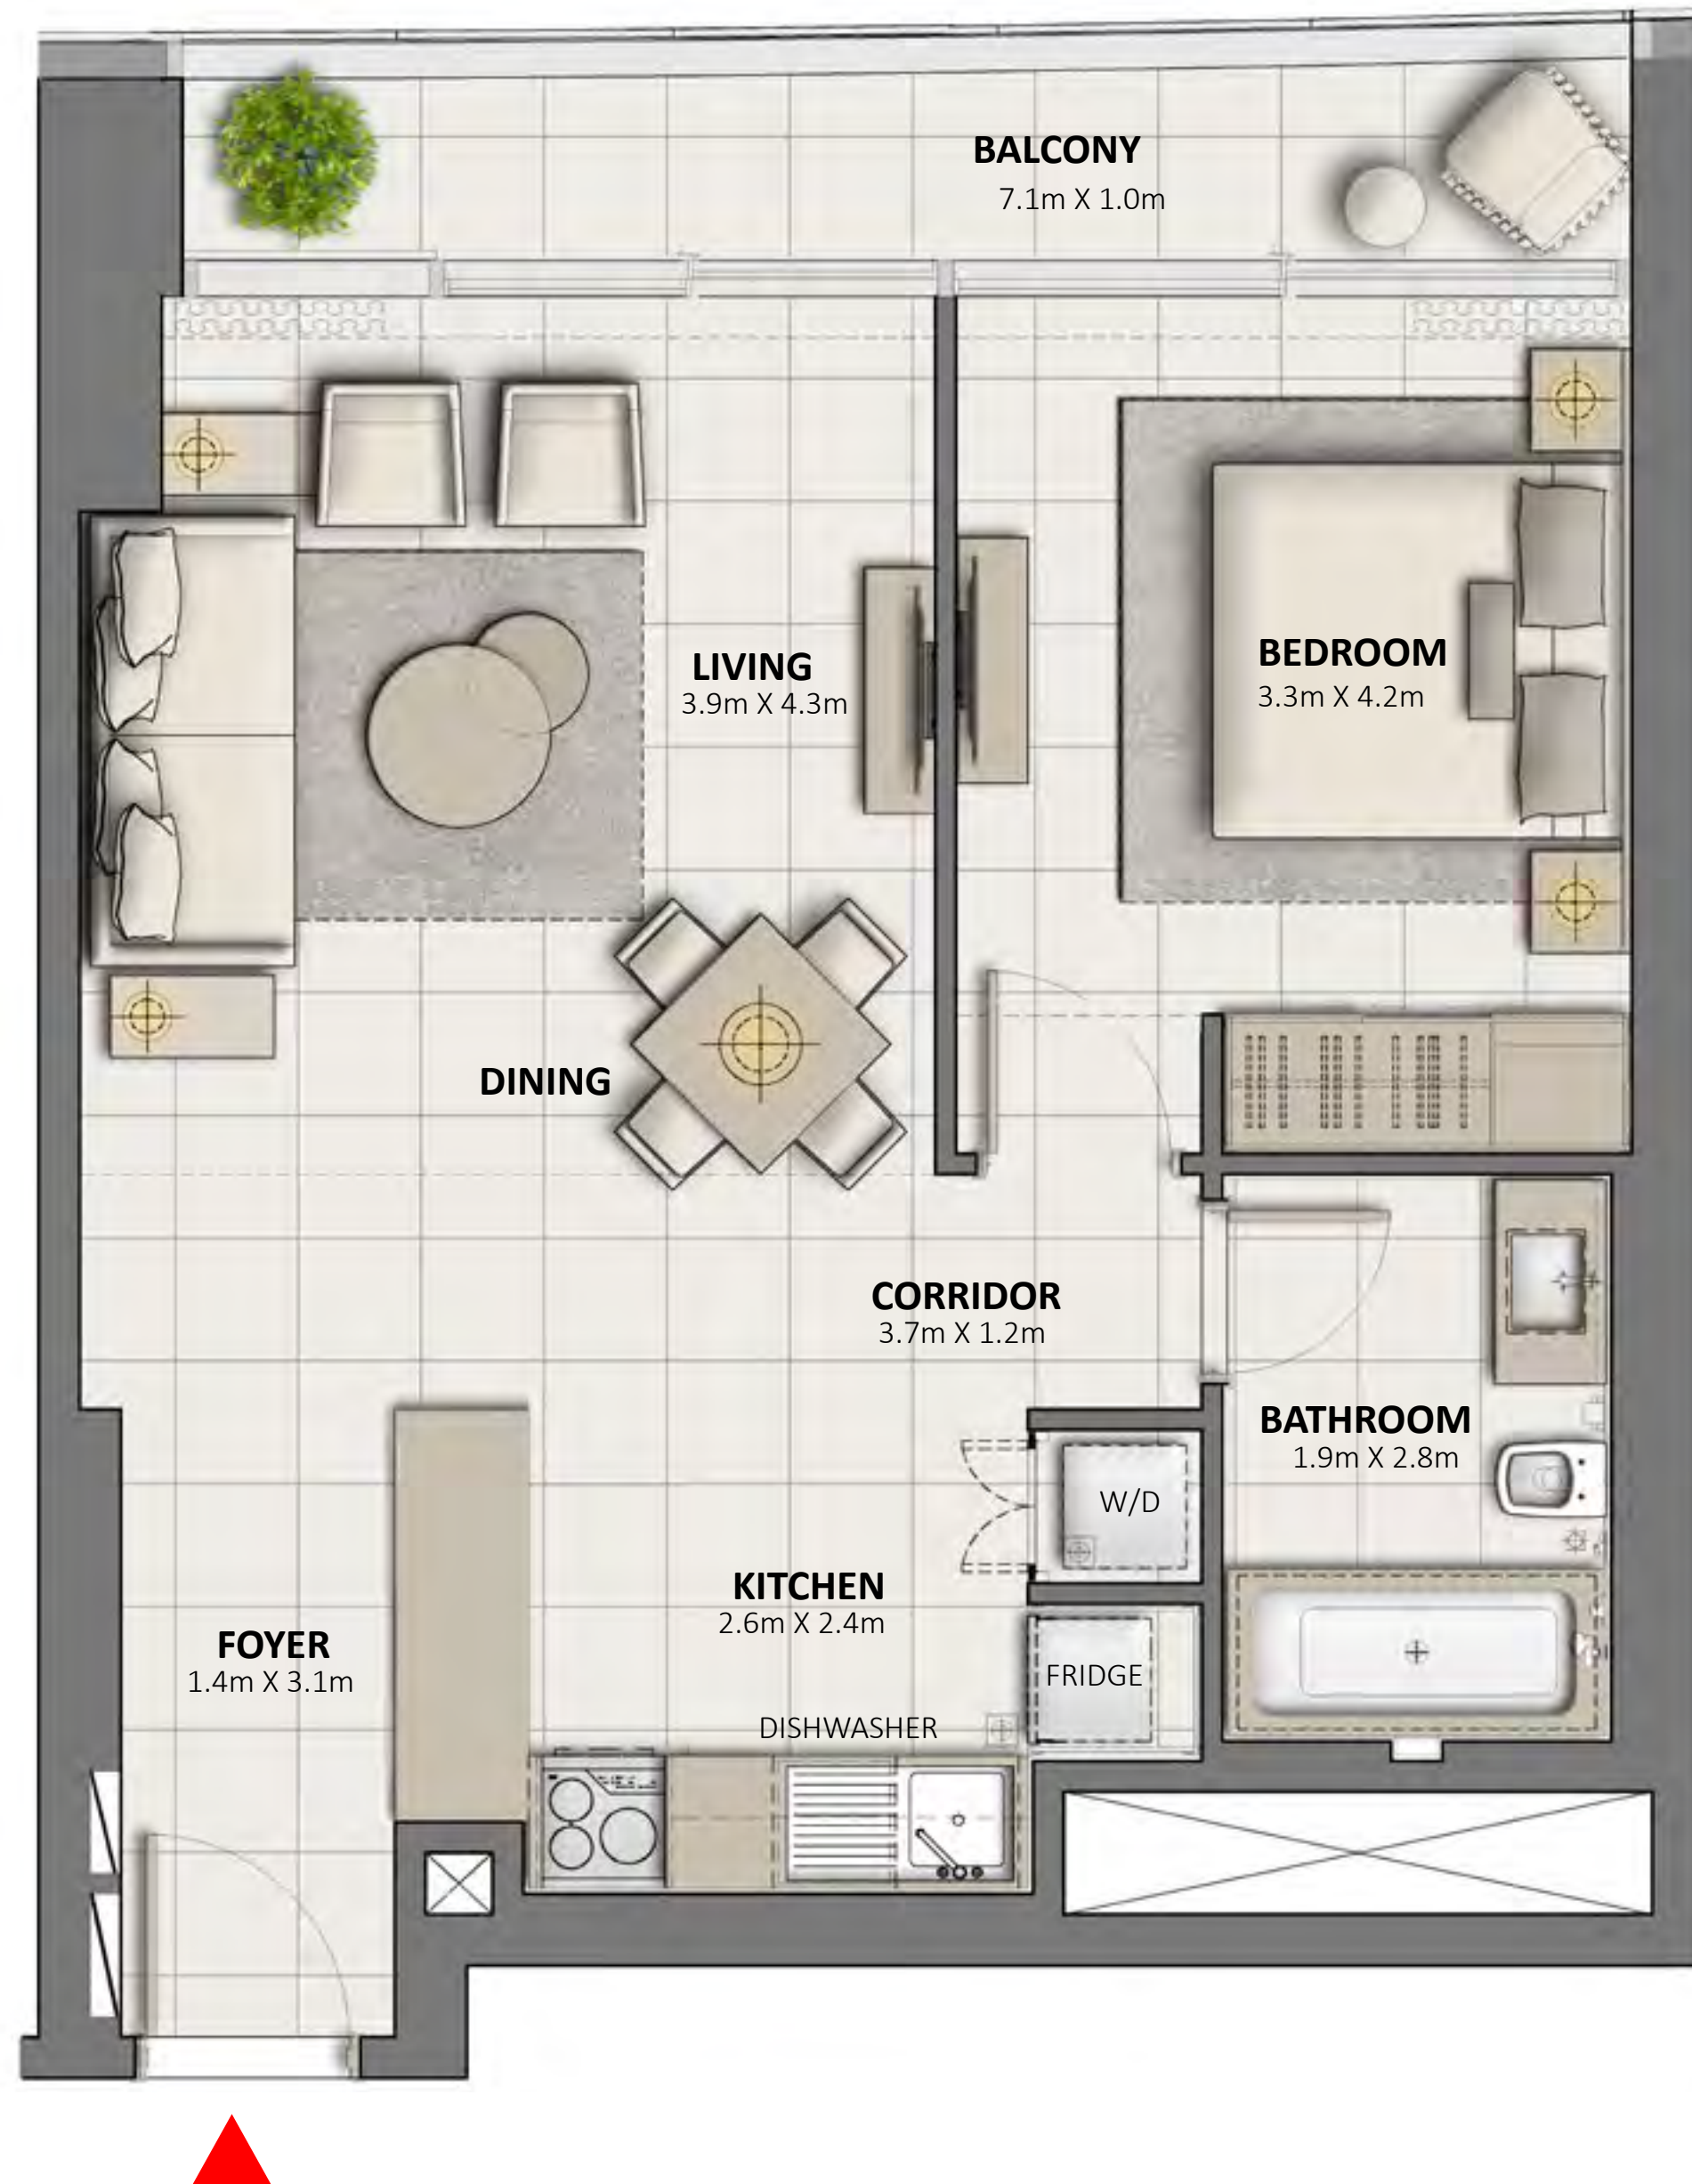 BALCONY
7.1m X 1.0m
LIVING
3.9m X 4.3m
BEDROOM
3.3m X 4.2m
DINING
CORRIDOR
3.7m X 1.2m
BATHROOM
1.9m X 2.8m
W/D
KITCHEN
2.6m X 2.4m
FOYER
1.4m X 3.1m
FRIDGE
DISHWASHER